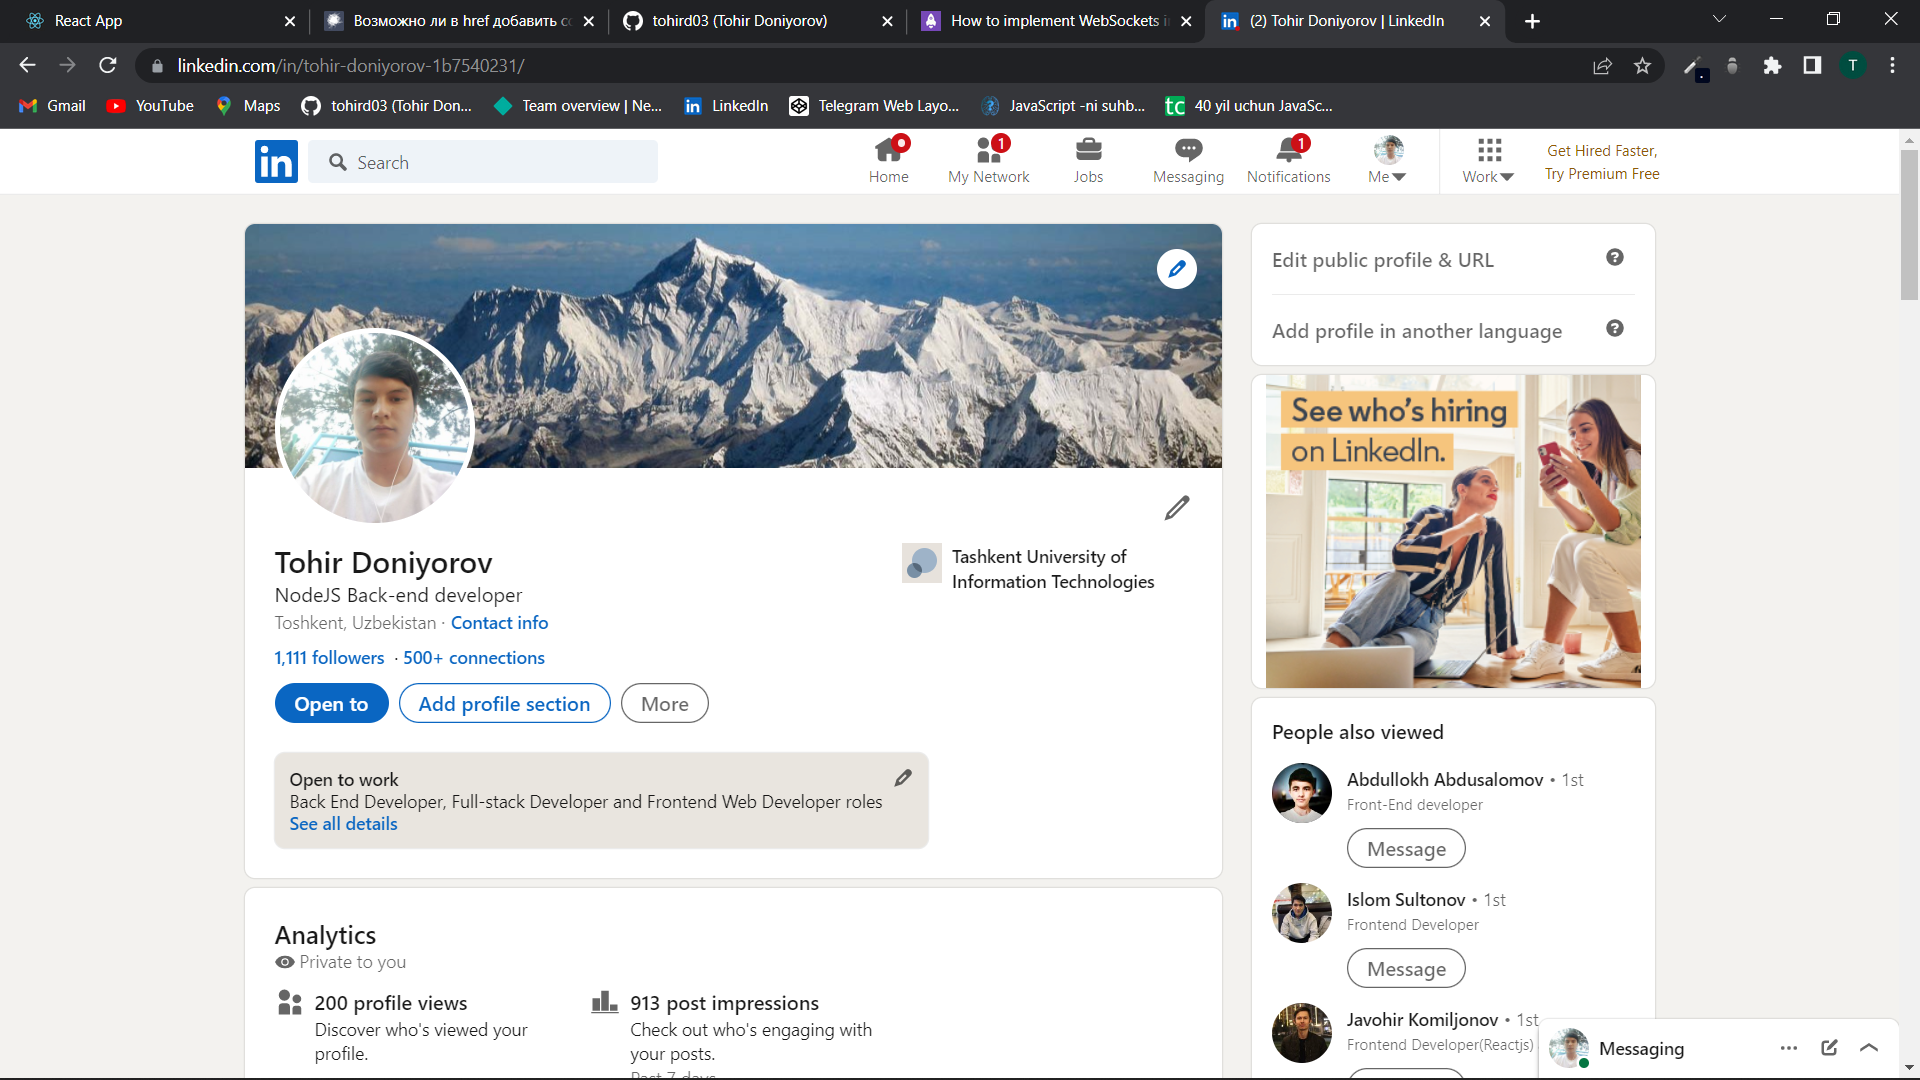 React App
Возможно ли в href добавить
tohird03 (Tohir Doniyorov)
How to implement WebSockets
(2) Tohir Doniyorov | LinkedIn
linkedin.com/in/tohir-doniyorov-1b7540231/
T
Gmail
YouTube
Maps
tohird03 (Tohir Don...
Team overview | Ne...
LinkedIn
Telegram Web Layo...
JavaScript -ni suhb...
tc 40 yil uchun JavaSc...
in
Search
Home
1
My Network
Jobs
Messaging
1
Notifications
Me
Work
Get Hired Faster,
Try Premium Free
Tohir Doniyorov
NodeJS Back-end developer
Toshkent, Uzbekistan · Contact info
1,111 followers · 500+ connections
Open to
Add profile section
More
Tashkent University of
Information Technologies
Open to work
Back End Developer, Full-stack Developer and Frontend Web Developer roles
See all details
Analytics
Private to you
200 profile views
Discover who's viewed your
profile.
913 post impressions
Check out who's engaging with
your posts.
Past 7 days
Edit public profile & URL
Add profile in another language
See who's hiring
on LinkedIn.
People also viewed
Abdullokh Abdusalomov • 1st
Front-End developer
Message
Islom Sultonov • 1st
Frontend Developer
Message
Javohir Komiljonov • 1st
Frontend Developer(Reactjs)
Messaging